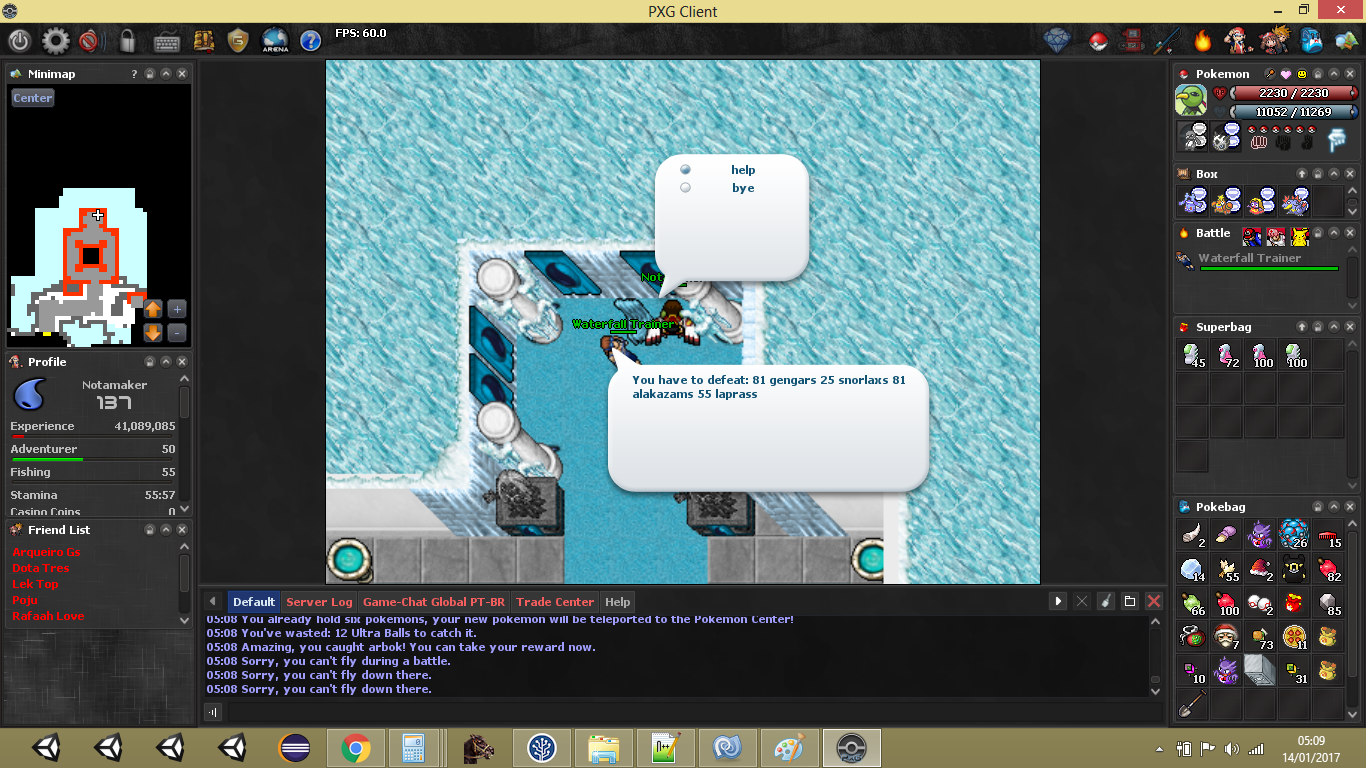 PXG Client
FPS: 60.0
Minimap
?
Center
Profile
Notamaker
137
Experience 41,089,085
Adventurer 50
Fishing 55
Stamina 55:57
Casino Coins 0
Friend List
Arqueiro Gs
Dota Tres
Lek Top
Poju
Rafaah Love
help
bye
Not
Waterfall Trainer
You have to defeat: 81 gengars 25 snorlaxs 81
alakazams 55 laprass
Default Server Log Game-Chat Global PT-BR Trade Center Help
05:08 You already hold six pokemons, your new pokemon will be teleported to the Pokemon Center!
05:08 You've wasted: 12 Ultra Balls to catch it.
05:08 Amazing, you caught arbok! You can take your reward now.
05:08 Sorry, you can't fly during a battle.
05:08 Sorry, you can't fly down there.
05:08 Sorry, you can't fly down there.
Pokemon
2230 / 2230
11052 / 11269
Box
Battle
Waterfall Trainer
Superbag
45 72 100 100
Pokebag
2 26 15
14 55 2 82
66 100 2 85
7 73 11
10 31
ARENA
05:09
14/01/2017